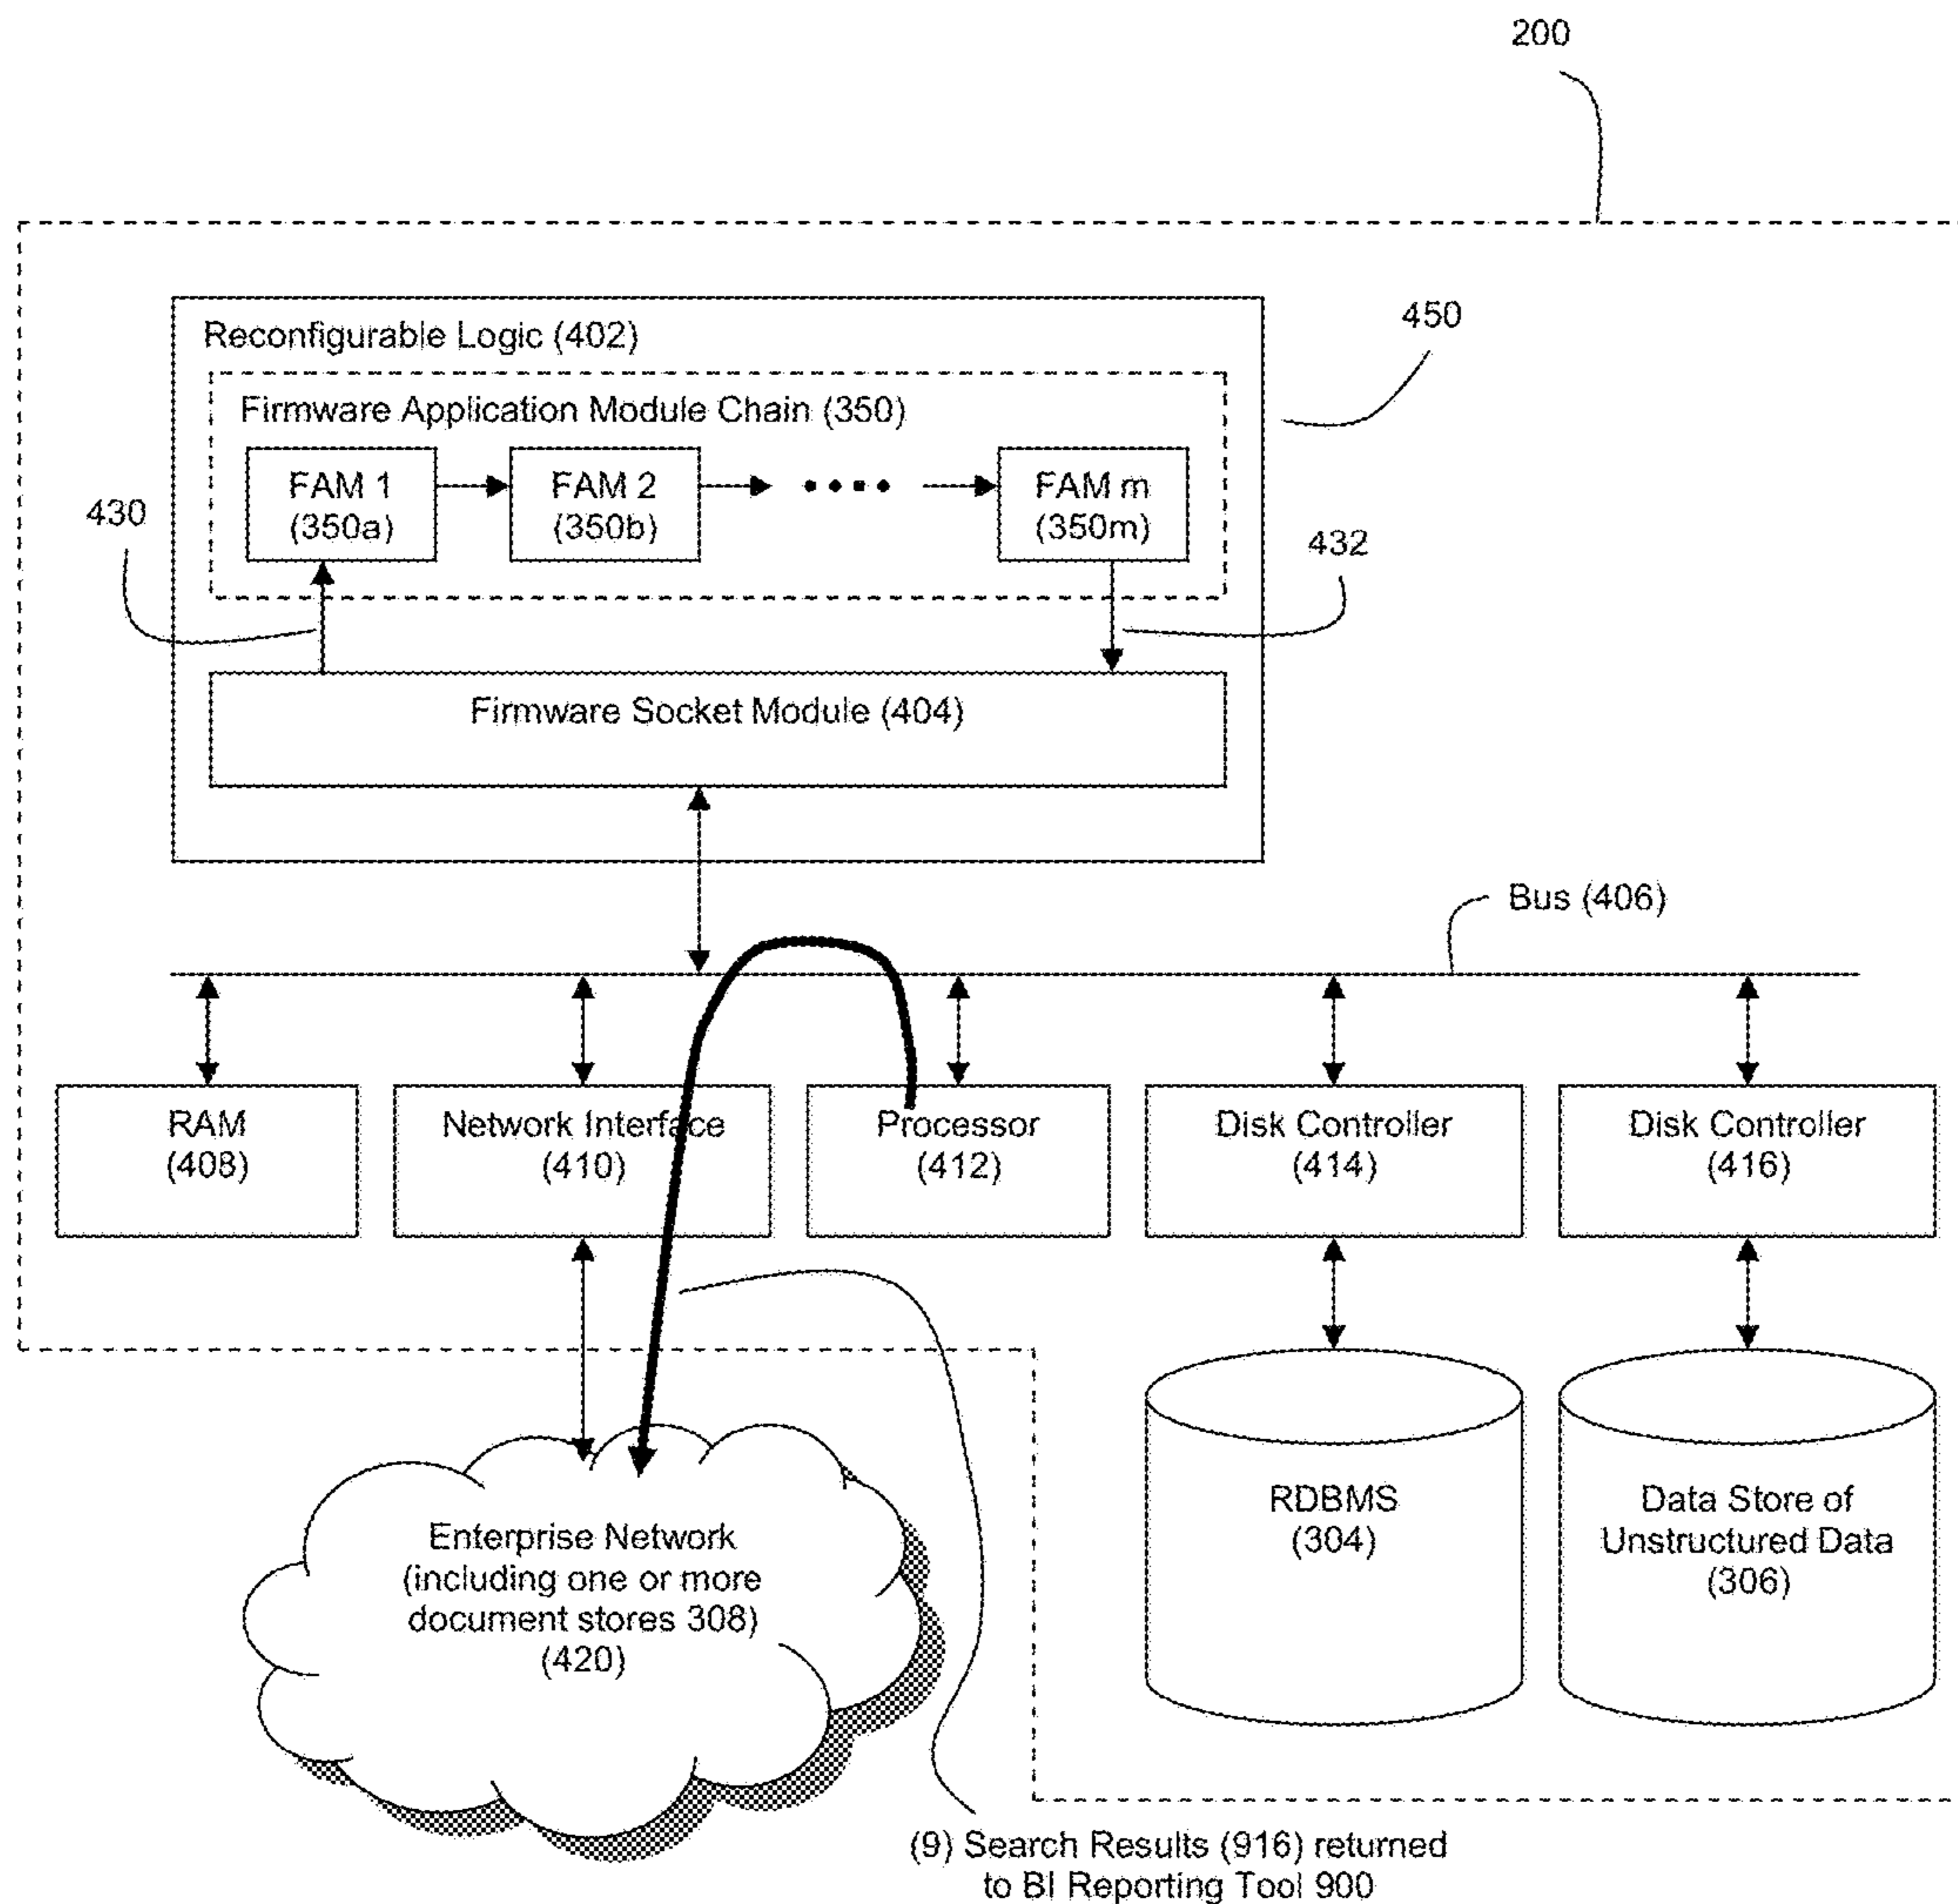 200
Reconfigurable Logic (402)
450
Firmware Application Module Chain (350)
FAM 1
(350a)
FAM 2
(350b)
FAM m
(350m)
430
432
Firmware Socket Module (404)
Bus (406)
RAM
(408)
Network Interface
(410)
Processor
(412)
Disk Controller
(414)
Disk Controller
(416)
Enterprise Network
(including one or more
document stores 308)
(420)
RDBMS
(304)
Data Store of
Unstructured Data
(306)
(9) Search Results (916) returned
to BI Reporting Tool 900